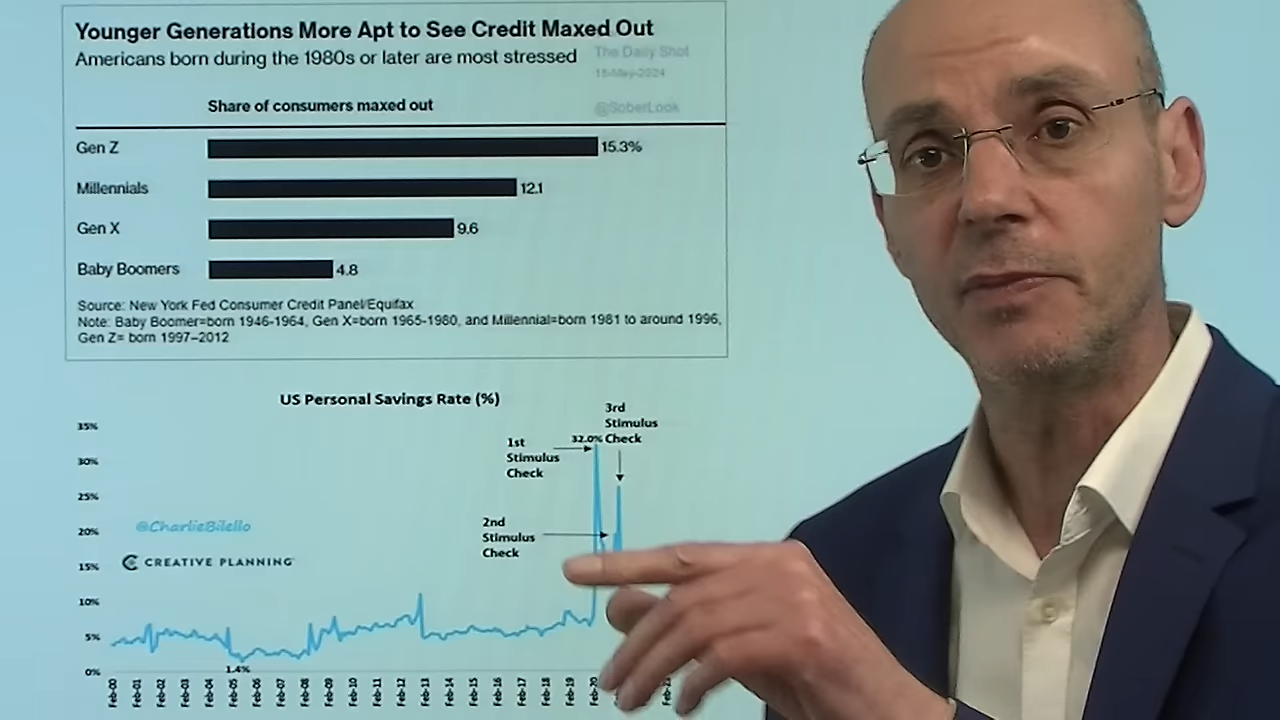 Younger Generations More Apt to See Credit Maxed Out
Americans born during the 1980s or later are most stressed
The Daily Shot
@SoberLook
Share of consumers maxed out
Gen Z 15.3%
Millennials 12.1
Gen X 9.6
Baby Boomers 4.8
Source: New York Fed Consumer Credit Panel/Equifax
Note: Baby Boomer=born 1946-1964, Gen X=born 1965-1980, and Millennial=born 1981 to around 1996,
Gen Z= born 1997–2012
US Personal Savings Rate (%)
35%
30%
25%
20%
15%
10%
5%
0%
3rd
Stimulus
Check
32.0%
1st
Stimulus
Check
2nd
Stimulus
Check
@CharlieBilello
CREATIVE PLANNING
1.4%
Feb-00
Feb-01
Feb-02
Feb-03
Feb-04
Feb-05
Feb-06
Feb-07
Feb-08
Feb-09
Feb-10
Feb-11
Feb-12
Feb-13
Feb-14
Feb-15
Feb-16
Feb-17
Feb-18
Feb-19
Feb-20